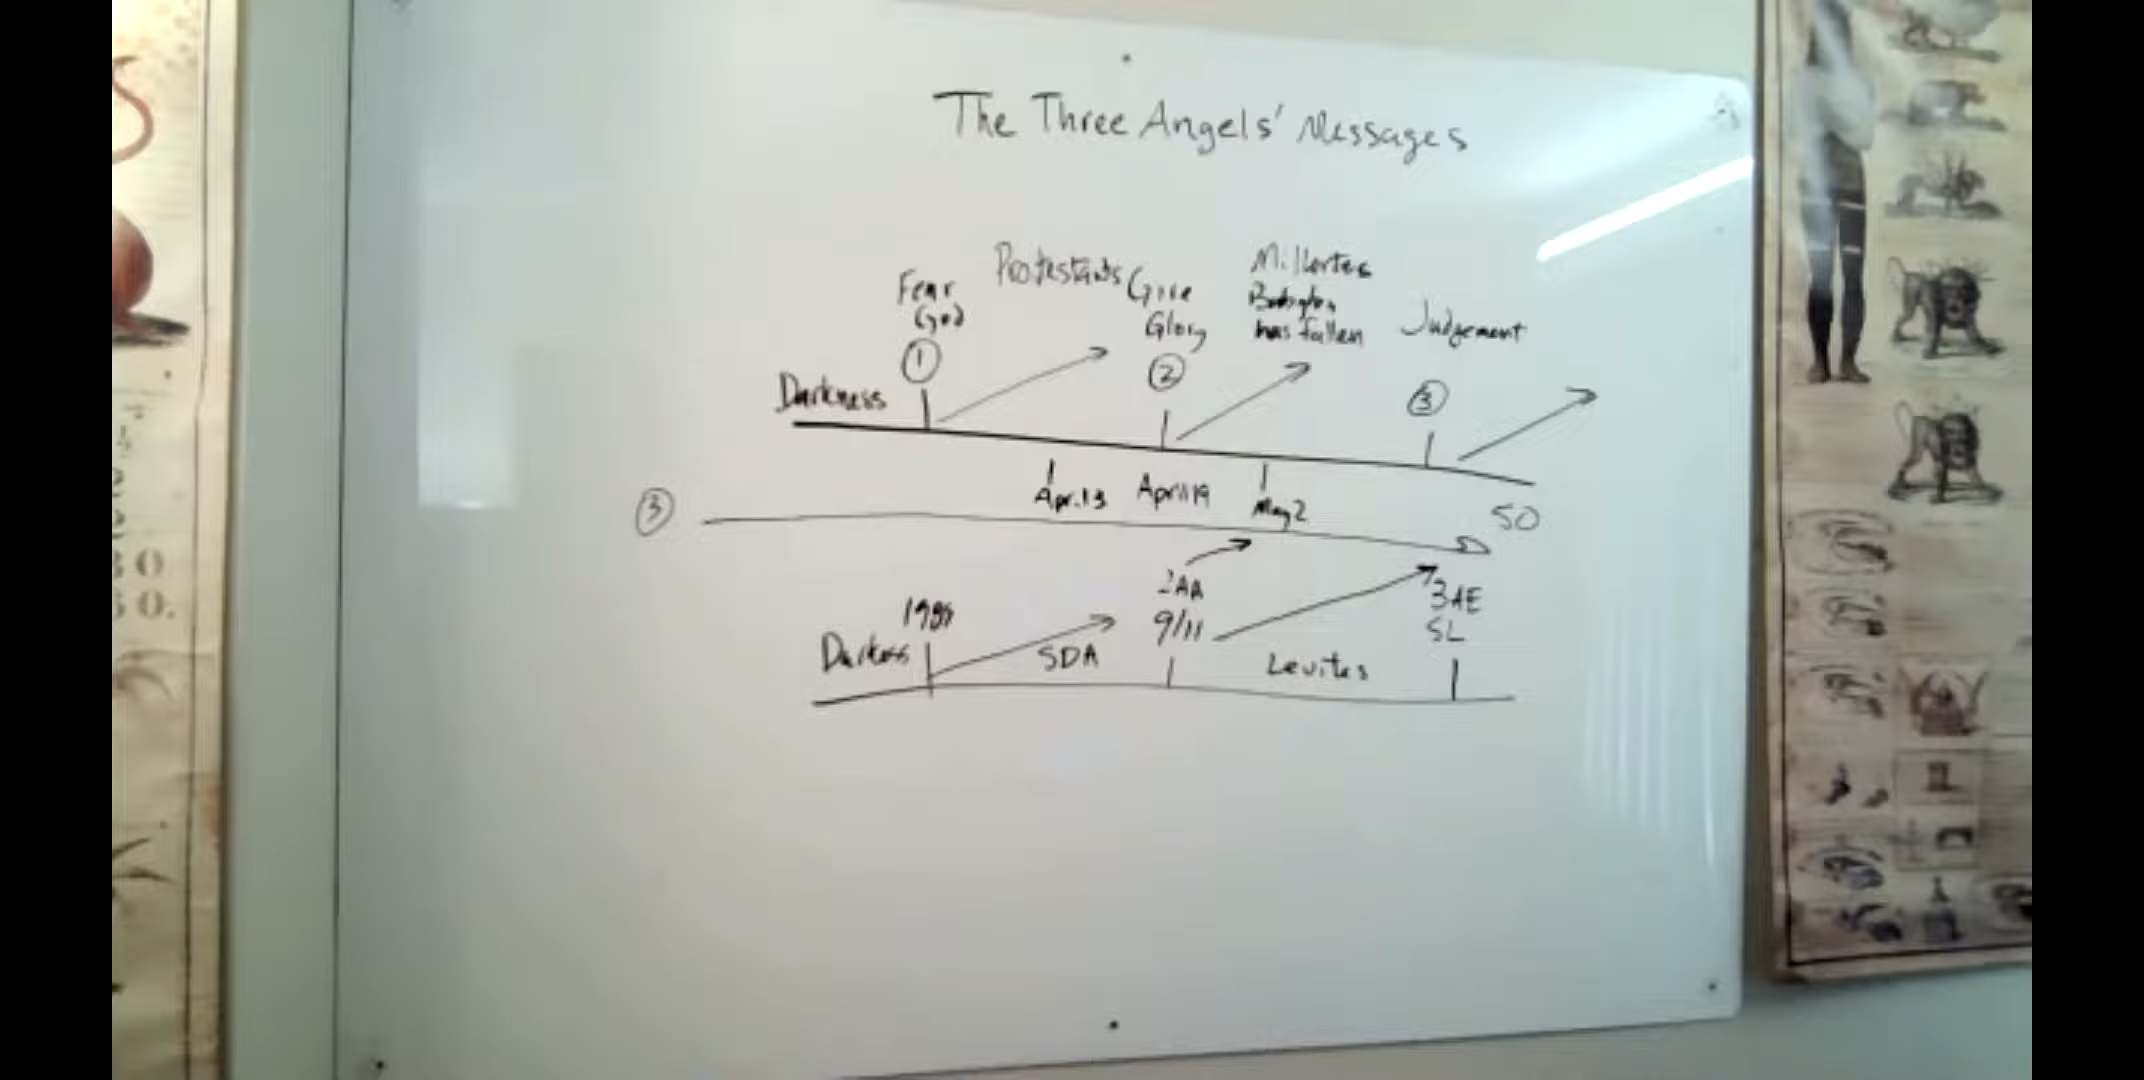 The Three Angels' Messages
Fear
God
Protestants
Give
Glory
Millerites
Babylon
has fallen
Judgement
①
②
③
Darkness
Apr.13
April 19
May 2
50
③
2AA
9/11
3AE
SL
1989
Darkness
SDA
Levites